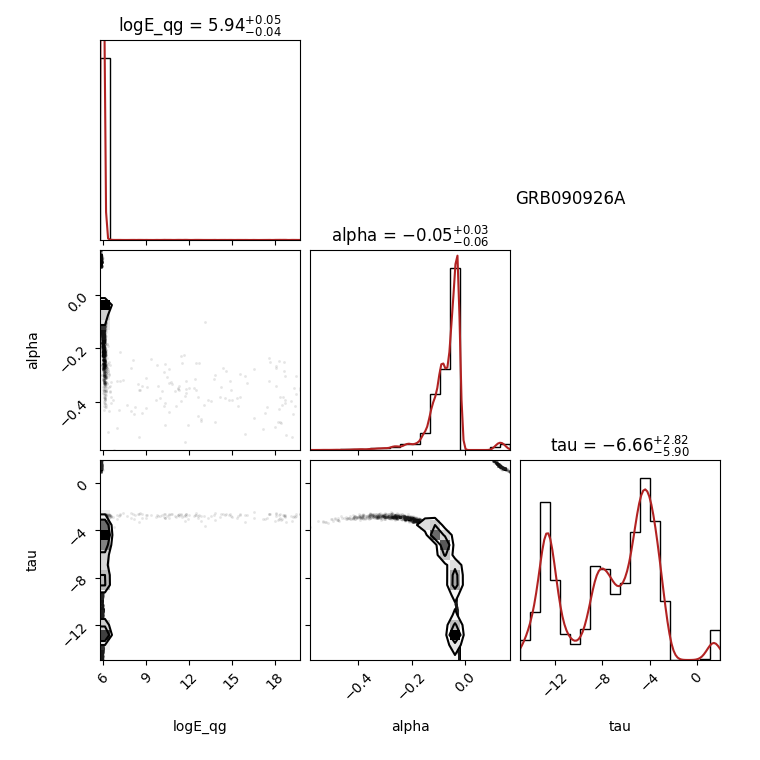 logE_qg = 5.94+0.05−0.04
GRB090926A
alpha = −0.05+0.03−0.06
0.0
−0.2
−0.4
alpha
tau = −6.66+2.82−5.90
0
−4
−8
−12
tau
6 9 12 15 18
−0.4 −0.2 0.0
−12 −8 −4 0
logE_qg alpha tau